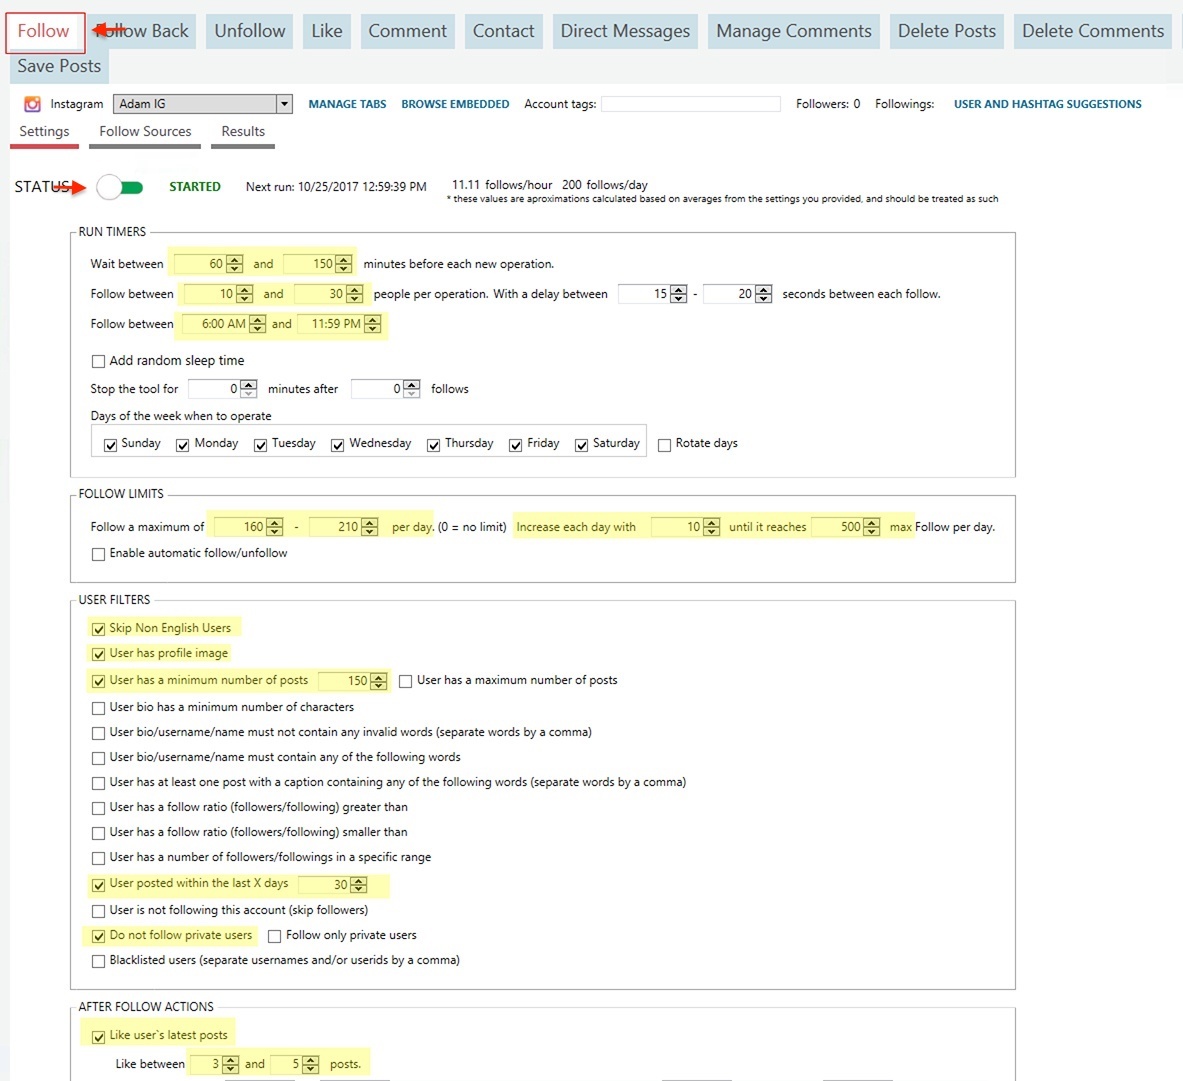 Follow Follow Back Unfollow Like Comment Contact Direct Messages Manage Comments Delete Posts Delete Comments
Save Posts
Instagram Adam IG MANAGE TABS BROWSE EMBEDDED Account tags: Followers: 0 Followings: USER AND HASHTAG SUGGESTIONS
Settings Follow Sources Results
STATUS STARTED Next run: 10/25/2017 12:59:39 PM 11.11 follows/hour 200 follows/day
* these values are aproximations calculated based on averages from the settings you provided, and should be treated as such
RUN TIMERS
Wait between 60 and 150 minutes before each new operation.
Follow between 10 and 30 people per operation. With a delay between 15 - 20 seconds between each follow.
Follow between 6:00 AM and 11:59 PM
Add random sleep time
Stop the tool for 0 minutes after 0 follows
Days of the week when to operate
Sunday Monday Tuesday Wednesday Thursday Friday Saturday Rotate days
FOLLOW LIMITS
Follow a maximum of 160 - 210 per day. (0 = no limit) Increase each day with 10 until it reaches 500 max Follow per day.
Enable automatic follow/unfollow
USER FILTERS
Skip Non English Users
User has profile image
User has a minimum number of posts 150 User has a maximum number of posts
User bio has a minimum number of characters
User bio/username/name must not contain any invalid words (separate words by a comma)
User bio/username/name must contain any of the following words
User has at least one post with a caption containing any of the following words (separate words by a comma)
User has a follow ratio (followers/following) greater than
User has a follow ratio (followers/following) smaller than
User has a number of followers/followings in a specific range
User posted within the last X days 30
User is not following this account (skip followers)
Do not follow private users Follow only private users
Blacklisted users (separate usernames and/or userids by a comma)
AFTER FOLLOW ACTIONS
Like user`s latest posts
Like between 3 and 5 posts.